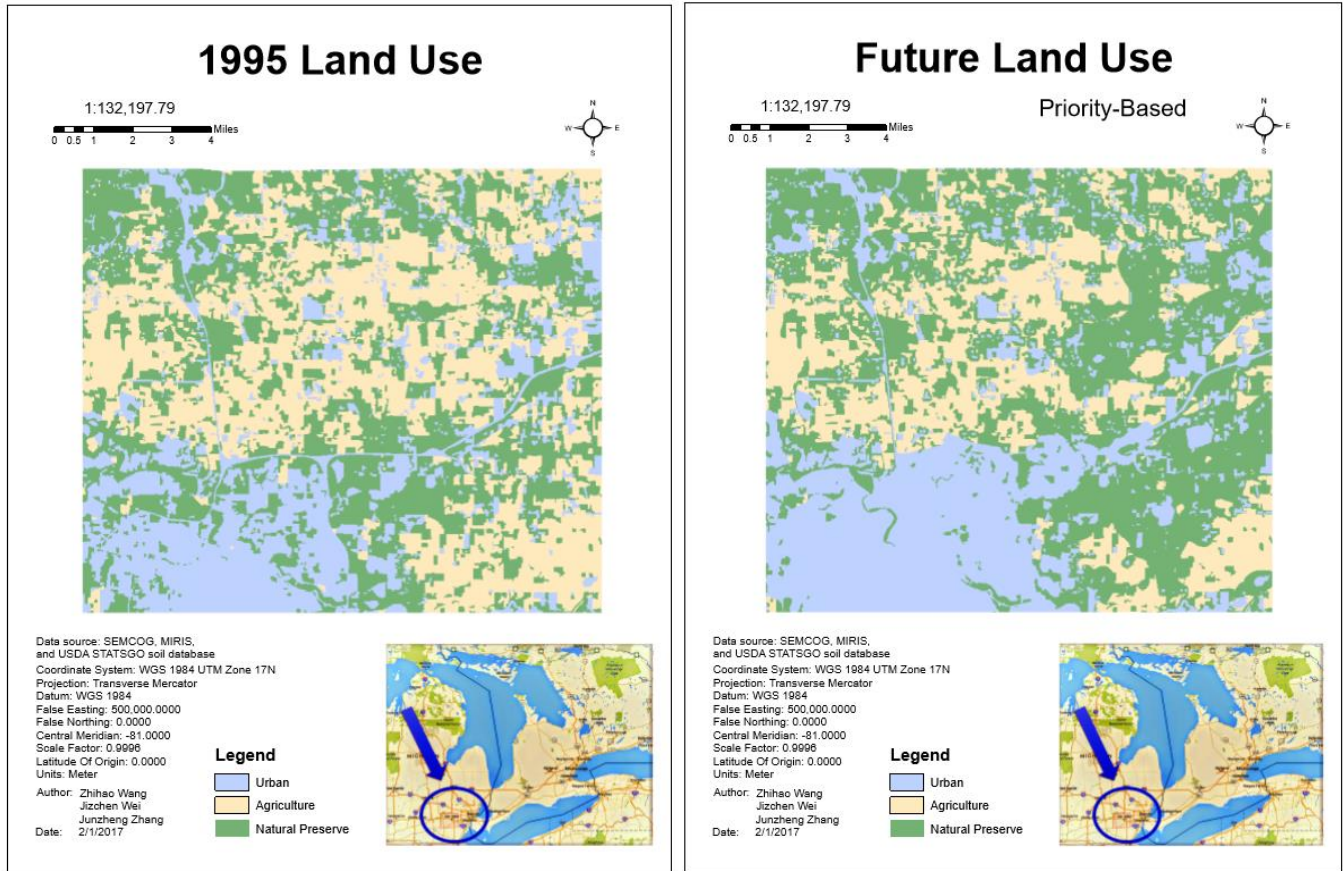 1995 Land Use
1:132,197.79
Miles
0 0.5 1 2 3 4
N
W E
S
Data source: SEMCOG, MIRIS,
and USDA STATSGO soil database
Coordinate System: WGS 1984 UTM Zone 17N
Projection: Transverse Mercator
Datum: WGS 1984
False Easting: 500,000.0000
False Northing: 0.0000
Central Meridian: -81.0000
Scale Factor: 0.9996
Latitude Of Origin: 0.0000
Units: Meter
Author: Zhihao Wang
Jizchen Wei
Junzheng Zhang
Date: 2/1/2017
Legend
Urban
Agriculture
Natural Preserve
Future Land Use
Priority-Based
1:132,197.79
Miles
0 0.5 1 2 3 4
N
W E
S
Data source: SEMCOG, MIRIS,
and USDA STATSGO soil database
Coordinate System: WGS 1984 UTM Zone 17N
Projection: Transverse Mercator
Datum: WGS 1984
False Easting: 500,000.0000
False Northing: 0.0000
Central Meridian: -81.0000
Scale Factor: 0.9996
Latitude Of Origin: 0.0000
Units: Meter
Author: Zhihao Wang
Jizchen Wei
Junzheng Zhang
Date: 2/1/2017
Legend
Urban
Agriculture
Natural Preserve